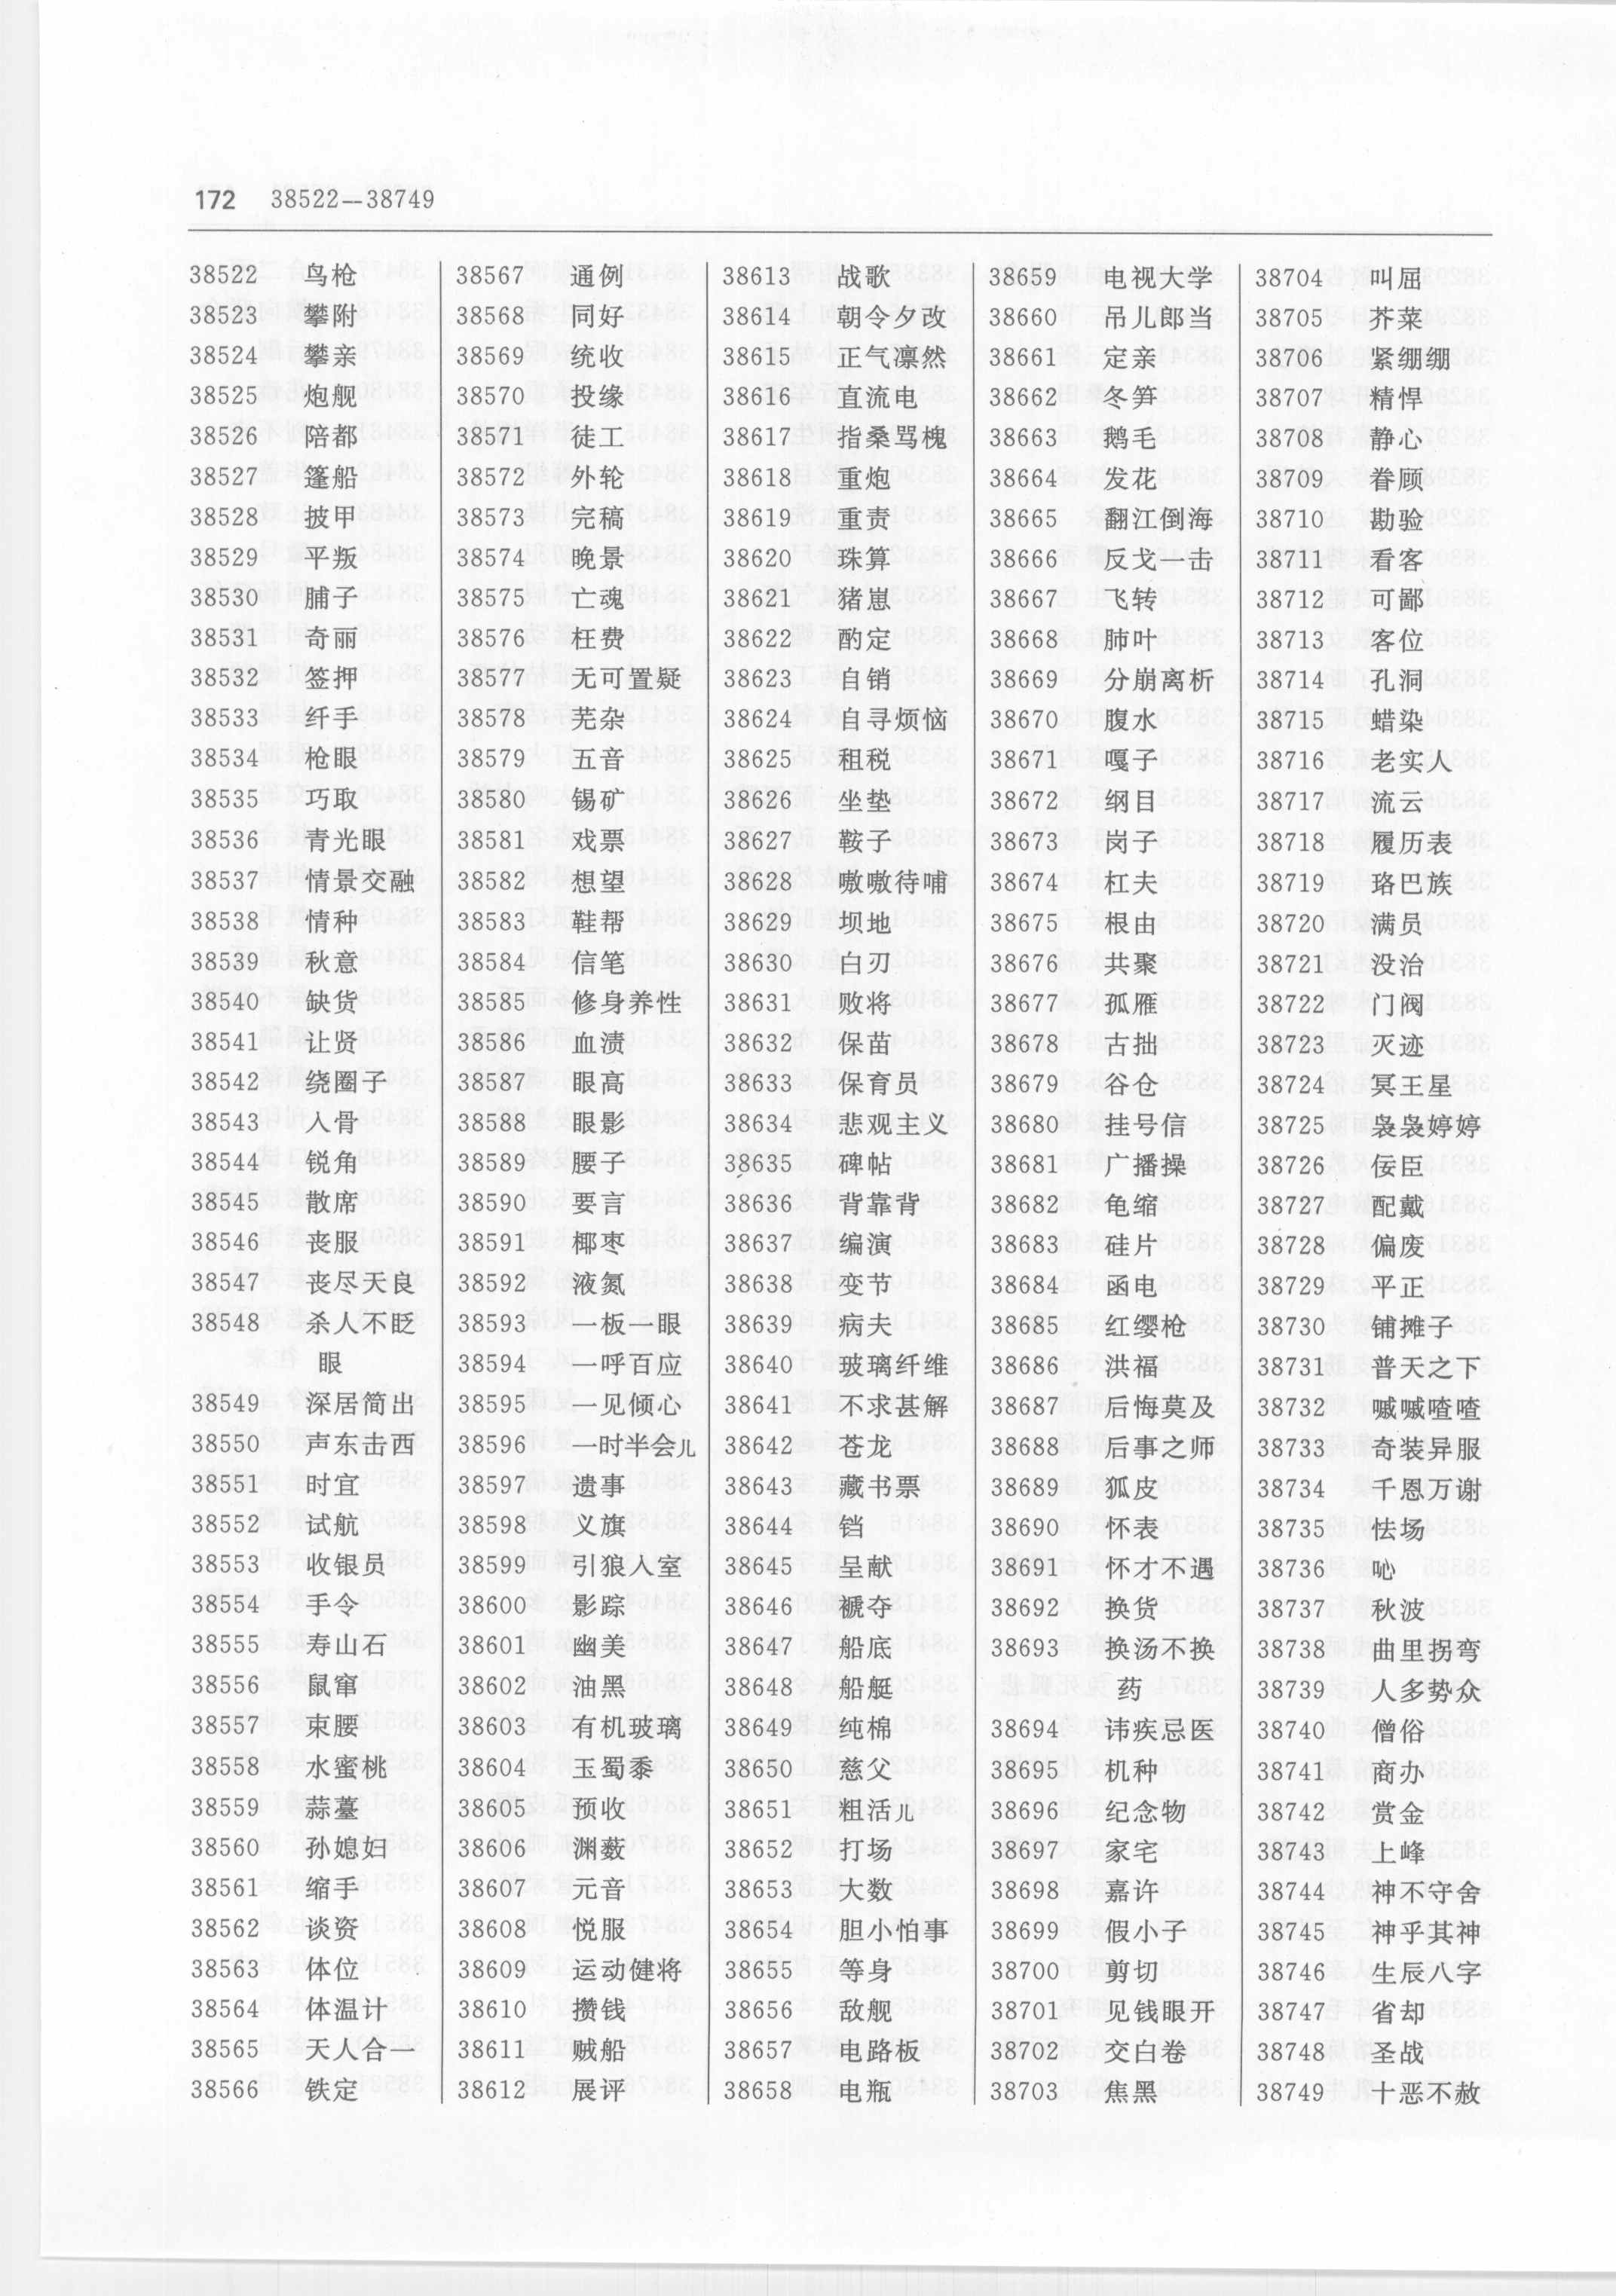 172 38522—38749
38522 鸟枪
38523 攀附
38524 攀亲
38525 炮舰
38526 陪都
38527 篷船
38528 披甲
38529 平叛
38530 脯子
38531 奇丽
38532 签押
38533 纤手
38534 枪眼
38535 巧取
38536 青光眼
38537 情景交融
38538 情种
38539 秋意
38540 缺货
38541 让贤
38542 绕圈子
38543 人骨
38544 锐角
38545 散席
38546 丧服
38547 丧尽天良
38548 杀人不眨
眼
38549 深居简出
38550 声东击西
38551 时宜
38552 试航
38553 收银员
38554 手令
38555 寿山石
38556 鼠窜
38557 束腰
38558 水蜜桃
38559 蒜薹
38560 孙媳妇
38561 缩手
38562 谈资
38563 体位
38564 体温计
38565 天人合一
38566 铁定
38567 通例
38568 同好
38569 统收
38570 投缘
38571 徒工
38572 外轮
38573 完稿
38574 晚景
38575 亡魂
38576 枉费
38577 无可置疑
38578 芜杂
38579 五音
38580 锡矿
38581 戏票
38582 想望
38583 鞋帮
38584 信笔
38585 修身养性
38586 血渍
38587 眼高
38588 眼影
38589 腰子
38590 要言
38591 椰枣
38592 液氮
38593 一板一眼
38594 一呼百应
38595 一见倾心
38596 一时半会儿
38597 遗事
38598 义旗
38599 引狼入室
38600 影踪
38601 幽美
38602 油黑
38603 有机玻璃
38604 玉蜀黍
38605 预收
38606 渊薮
38607 元音
38608 悦服
38609 运动健将
38610 攒钱
38611 贼船
38612 展评
38613 战歌
38614 朝令夕改
38615 正气凛然
38616 直流电
38617 指桑骂槐
38618 重炮
38619 重责
38620 珠算
38621 猪崽
38622 酌定
38623 自销
38624 自寻烦恼
38625 租税
38626 坐垫
38627 鞍子
38628 嗷嗷待哺
38629 坝地
38630 白刃
38631 败将
38632 保苗
38633 保育员
38634 悲观主义
38635 碑帖
38636 背靠背
38637 编演
38638 变节
38639 病夫
38640 玻璃纤维
38641 不求甚解
38642 苍龙
38643 藏书票
38644 铛
38645 呈献
38646 褫夺
38647 船底
38648 船艇
38649 纯棉
38650 慈父
38651 粗活儿
38652 打场
38653 大数
38654 胆小怕事
38655 等身
38656 敌舰
38657 电路板
38658 电瓶
38659 电视大学
38660 吊儿郎当
38661 定亲
38662 冬笋
38663 鹅毛
38664 发花
38665 翻江倒海
38666 反戈一击
38667 飞转
38668 肺叶
38669 分崩离析
38670 腹水
38671 嘎子
38672 纲目
38673 岗子
38674 杠夫
38675 根由
38676 共聚
38677 孤雁
38678 古拙
38679 谷仓
38680 挂号信
38681 广播操
38682 龟缩
38683 硅片
38684 函电
38685 红缨枪
38686 洪福
38687 后悔莫及
38688 后事之师
38689 狐皮
38690 怀表
38691 怀才不遇
38692 换货
38693 换汤不换
药
38694 讳疾忌医
38695 机种
38696 纪念物
38697 家宅
38698 嘉许
38699 假小子
38700 剪切
38701 见钱眼开
38702 交白卷
38703 焦黑
38704 叫屈
38705 芥菜
38706 紧绷绷
38707 精悍
38708 静心
38709 眷顾
38710 勘验
38711 看客
38712 可鄙
38713 客位
38714 孔洞
38715 蜡染
38716 老实人
38717 流云
38718 履历表
38719 珞巴族
38720 满员
38721 没治
38722 门阀
38723 灭迹
38724 冥王星
38725 袅袅婷婷
38726 佞臣
38727 配戴
38728 偏废
38729 平正
38730 铺摊子
38731 普天之下
38732 嘁嘁喳喳
38733 奇装异服
38734 千恩万谢
38735 怯场
38736 吣
38737 秋波
38738 曲里拐弯
38739 人多势众
38740 僧俗
38741 商办
38742 赏金
38743 上峰
38744 神不守舍
38745 神乎其神
38746 生辰八字
38747 省却
38748 圣战
38749 十恶不赦